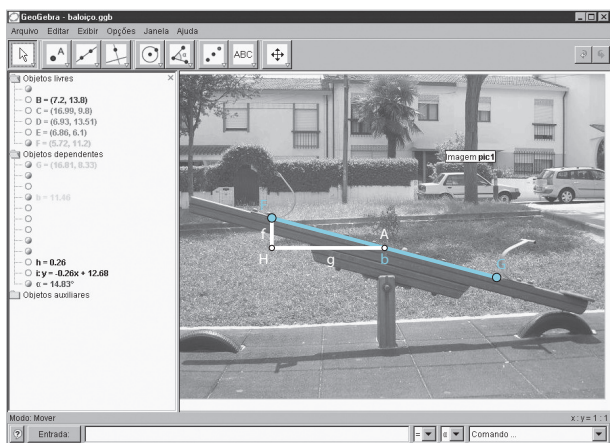 GeoGebra - baloiço.ggb
Arquivo Editar Exibir Opções Janela Ajuda
A
α
ABC
Objetos livres
B = (7.2, 13.8)
C = (16.99, 9.8)
D = (6.93, 13.51)
E = (6.86, 6.1)
F = (5.72, 11.2)
Objetos dependentes
G = (16.81, 8.33)
b = 11.46
h = 0.26
i: y = -0.26x + 12.68
α = 14.83°
Objetos auxiliares
Imagem pic1
f
A
H
g
b
Modo: Mover
x : y = 1 : 1
Entrada:
=
α
Comando ...